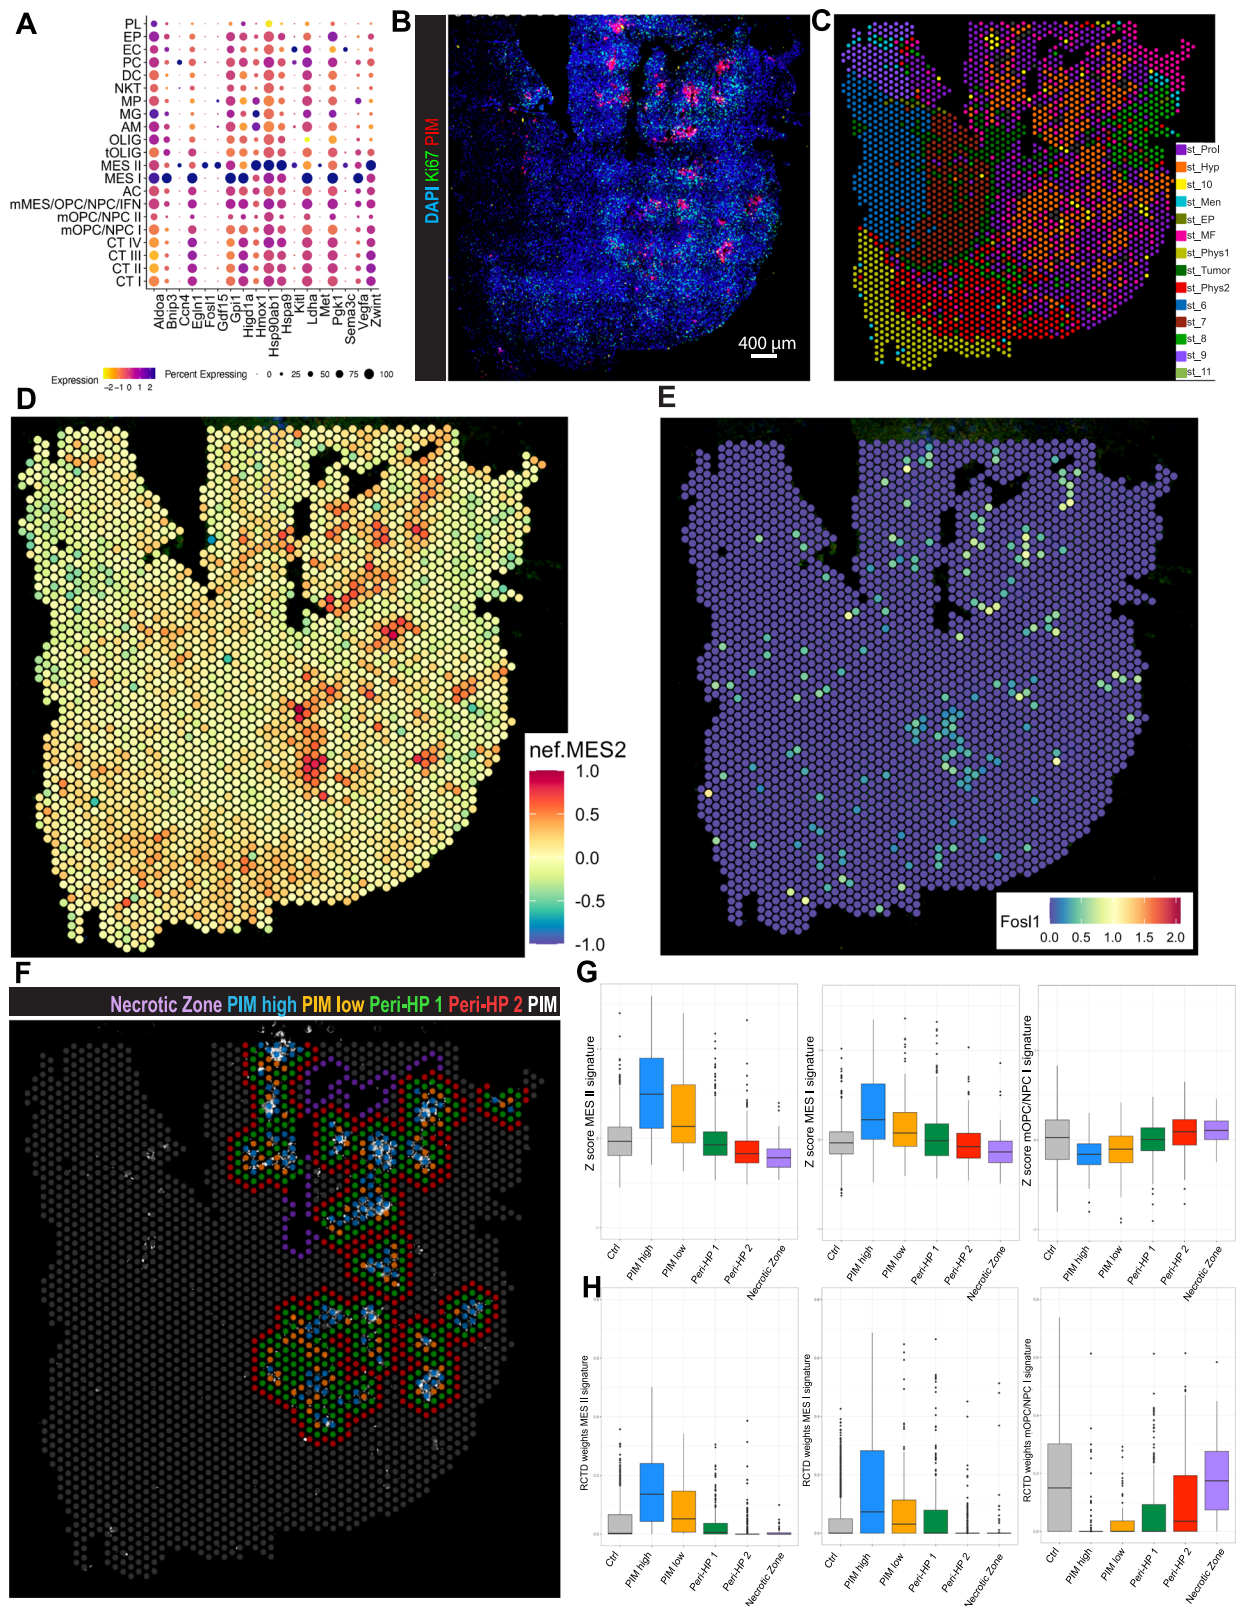 A
PL
EP
EC
PC
DC
NKT
MP
MG
AM
OLIG
tOLIG
MES II
MES I
AC
mMES/OPC/NPC/IFN
mOPC/NPC II
mOPC/NPC I
CT IV
CT III
CT II
CT I
Aldoa
Bnip3
Ccn4
Egln1
Fosl1
Gdf15
Gpi1
Higd1a
Hmox1
Hsp90ab1
Hspa9
Kitl
Ldha
Met
Pgk1
Sema3c
Vegfa
Zwint
Expression
-2 -1 0 1 2
Percent Expressing
0 25 50 75 100
B
DAPI Ki67 PIM
400 µm
C
st_Prol
st_Hyp
st_10
st_Men
st_EP
st_MF
st_Phys1
st_Tumor
st_Phys2
st_6
st_7
st_8
st_9
st_11
D
nef.MES2
1.0
0.5
0.0
-0.5
-1.0
E
Fosl1
0.0 0.5 1.0 1.5 2.0
F
Necrotic Zone PIM high PIM low Peri-HP 1 Peri-HP 2 PIM
G
Z score MES II signature
Ctrl
PIM high
PIM low
Peri-HP 1
Peri-HP 2
Necrotic Zone
Z score MES I signature
Ctrl
PIM high
PIM low
Peri-HP 1
Peri-HP 2
Necrotic Zone
Z score mOPC/NPC I signature
Ctrl
PIM high
PIM low
Peri-HP 1
Peri-HP 2
Necrotic Zone
H
RCTD weights MES II signature
Ctrl
PIM high
PIM low
Peri-HP 1
Peri-HP 2
Necrotic Zone
RCTD weights MES I signature
Ctrl
PIM high
PIM low
Peri-HP 1
Peri-HP 2
Necrotic Zone
RCTD weights mOPC/NPC I signature
Ctrl
PIM high
PIM low
Peri-HP 1
Peri-HP 2
Necrotic Zone